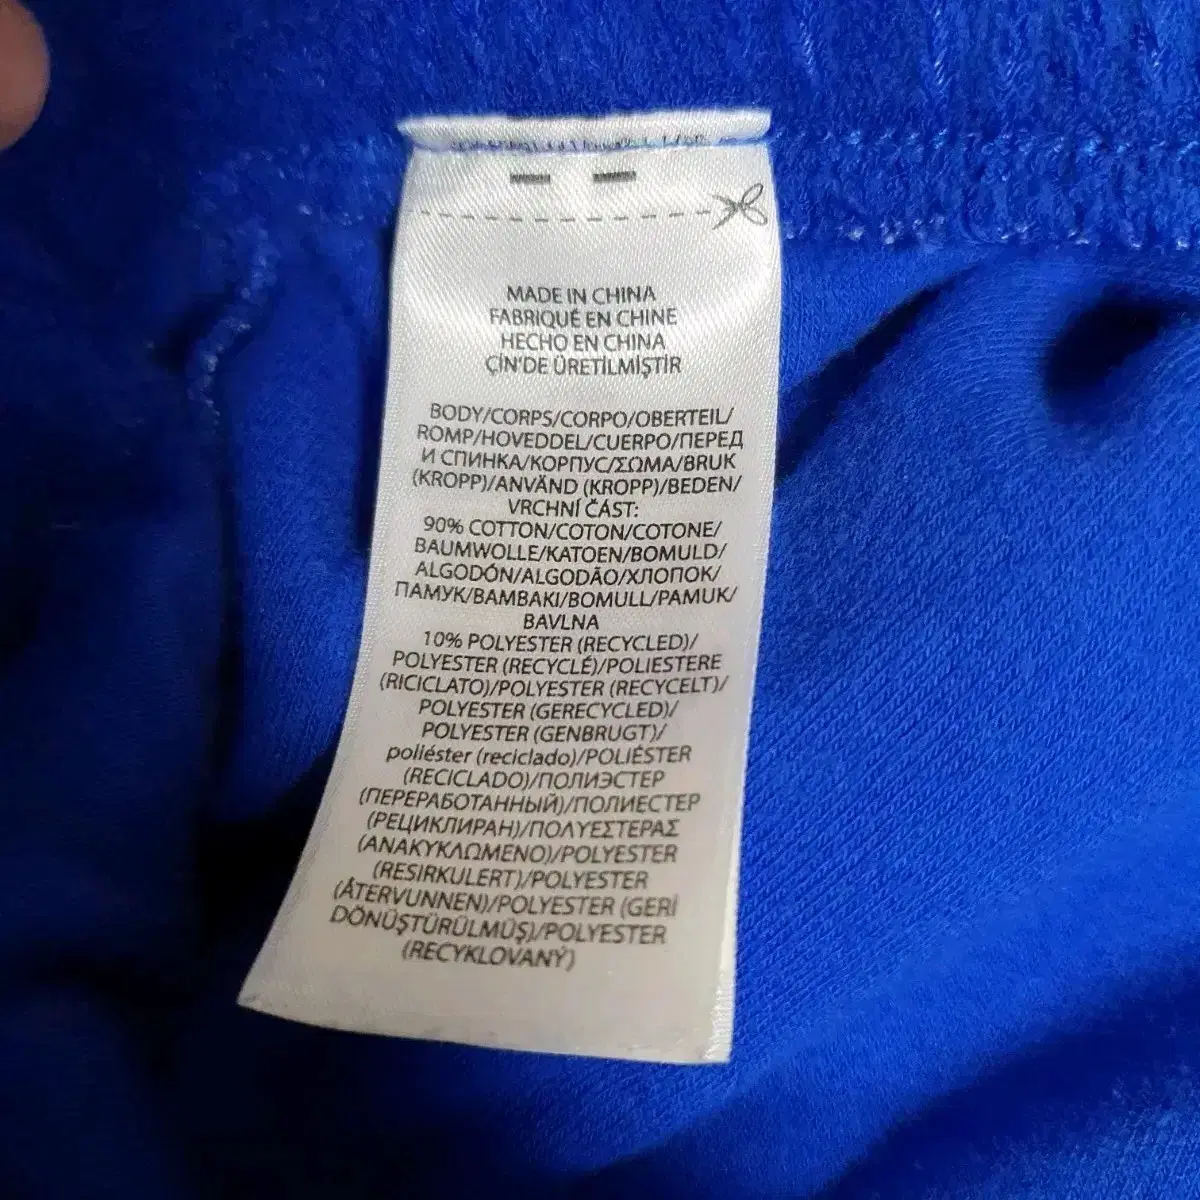 MADE IN CHINA
FABRIQUÉ EN CHINE
HECHO EN CHINA
ÇİN'DE ÜRETİLMİŞTİR
BODY/CORPS/CORPO/OBERTEIL/
ROMP/HOVEDDEL/CUERPO/ПЕРЕД
И СПИНКА/КОРПУС/ΣΩΜΑ/BRUK
(KROPP)/ANVÄND (KROPP)/BEDEN/
VRCHNÍ ČÁST:
90% COTTON/COTON/COTONE/
BAUMWOLLE/KATOEN/BOMULD/
ALGODÓN/ALGODÃO/ХЛОПОК/
ПАМУК/BAMBAKI/BOMULL/PAMUK/
BAVLNA
10% POLYESTER (RECYCLED)/
POLYESTER (RECYCLÉ)/POLIESTERE
(RICICLATO)/POLYESTER (RECYCELT)/
POLYESTER (GERECYCLED)/
POLYESTER (GENBRUGT)/
poliéster (reciclado)/POLIÉSTER
(RECICLADO)/ПОЛИЭСТЕР
(ПЕРЕРАБОТАННЫЙ)/ПОЛИЕСТЕР
(РЕЦИКЛИРАН)/ΠΟΛΥΕΣΤΕΡΑΣ
(ΑΝΑΚΥΚΛΩΜΕΝΟ)/POLYESTER
(RESIRKULERT)/POLYESTER
(ÅTERVUNNEN)/POLYESTER (GERİ
DÖNÜŞTÜRÜLMÜŞ)/POLYESTER
(RECYKLOVANÝ)